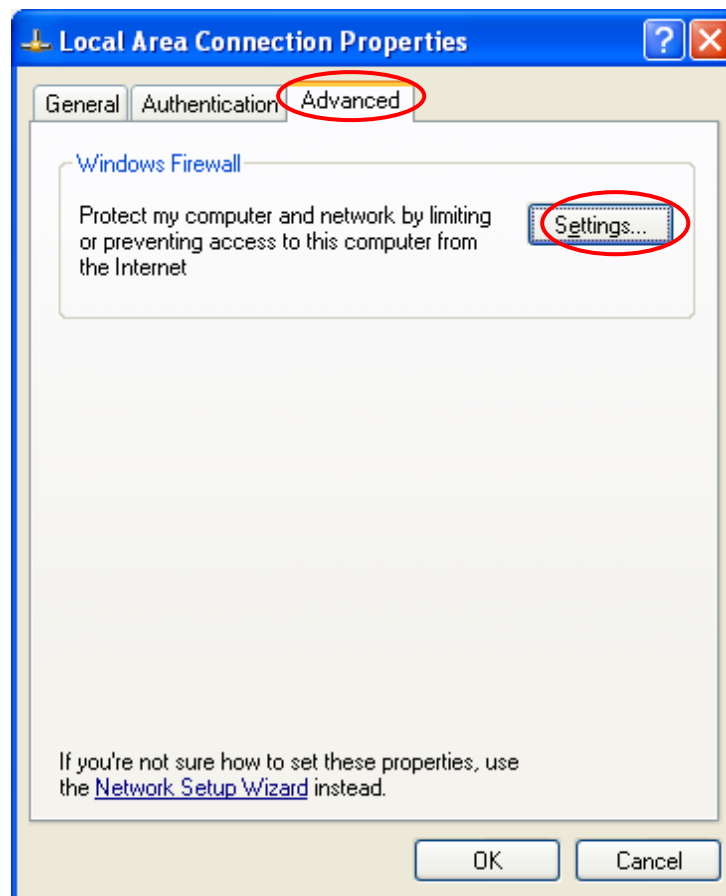 Local Area Connection Properties
General Authentication Advanced
Windows Firewall
Protect my computer and network by limiting
or preventing access to this computer from
the Internet
Settings...
If you're not sure how to set these properties, use
the Network Setup Wizard instead.
OK Cancel